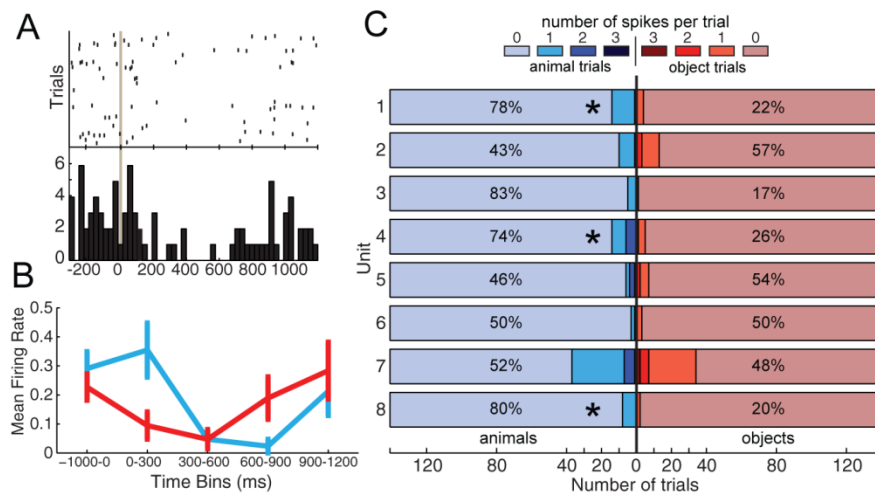 A
Trials
6
4
2
0
-200 0 200 400 600 800 1000
B
Mean Firing Rate
0.5
0.4
0.3
0.2
0.1
0
−1000-0 0-300 300-600 600-900 900-1200
Time Bins (ms)
C
number of spikes per trial
0 1 2 3 3 2 1 0
animal trials object trials
Unit
1 78% * 22%
2 43% 57%
3 83% 17%
4 74% * 26%
5 46% 54%
6 50% 50%
7 52% 48%
8 80% * 20%
animals objects
120 80 40 20 0 20 40 80 120
Number of trials